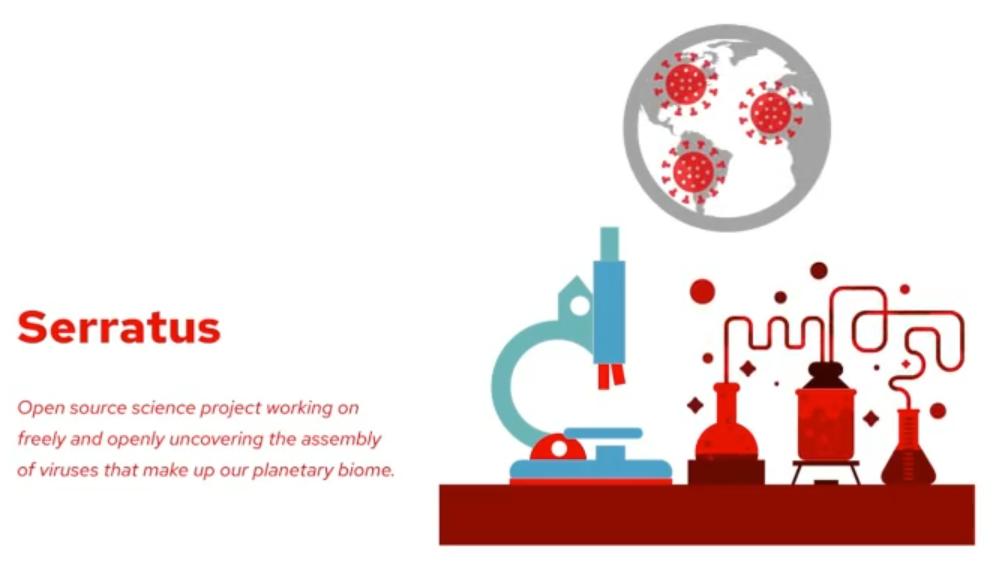 Serratus
Open source science project working on
freely and openly uncovering the assembly
of viruses that make up our planetary biome.